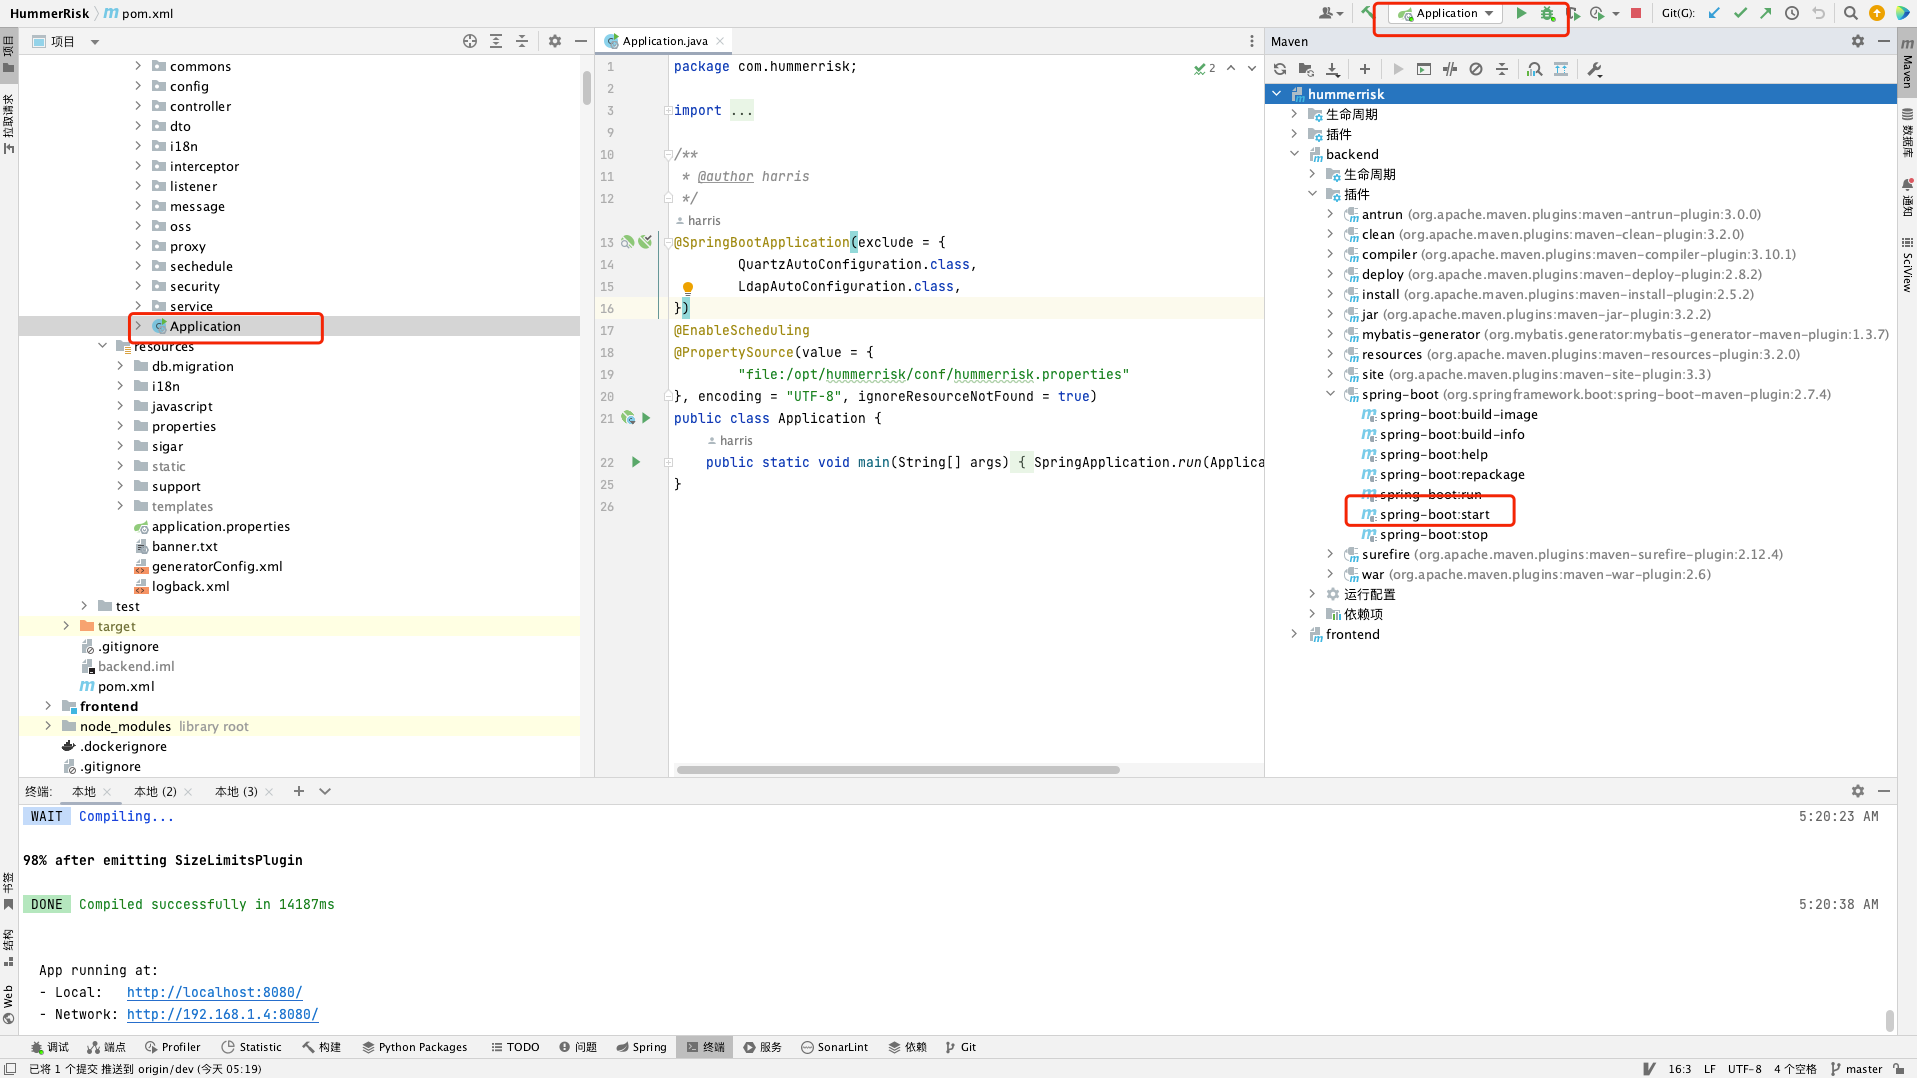 HummerRisk
pom.xml
Application
Git(G):
项目
Application.java
Maven
commons
config
controller
dto
i18n
interceptor
listener
message
oss
proxy
sechedule
security
service
Application
resources
db.migration
i18n
javascript
properties
sigar
static
support
templates
application.properties
banner.txt
generatorConfig.xml
logback.xml
test
target
.gitignore
backend.iml
pom.xml
frontend
node_modules library root
.dockerignore
.gitignore
1 package com.hummerrisk;
2
3 import ...
9
10 /**
11 * @author harris
12 */
harris
13 @SpringBootApplication(exclude = {
14 QuartzAutoConfiguration.class,
15 LdapAutoConfiguration.class,
16 })
17 @EnableScheduling
18 @PropertySource(value = {
19 "file:/opt/hummerrisk/conf/hummerrisk.properties"
20 }, encoding = "UTF-8", ignoreResourceNotFound = true)
21 public class Application {
harris
22 public static void main(String[] args) { SpringApplication.run(Applica
25 }
26
2
hummerrisk
生命周期
插件
backend
生命周期
插件
antrun (org.apache.maven.plugins:maven-antrun-plugin:3.0.0)
clean (org.apache.maven.plugins:maven-clean-plugin:3.2.0)
compiler (org.apache.maven.plugins:maven-compiler-plugin:3.10.1)
deploy (org.apache.maven.plugins:maven-deploy-plugin:2.8.2)
install (org.apache.maven.plugins:maven-install-plugin:2.5.2)
jar (org.apache.maven.plugins:maven-jar-plugin:3.2.2)
mybatis-generator (org.mybatis.generator:mybatis-generator-maven-plugin:1.3.7)
resources (org.apache.maven.plugins:maven-resources-plugin:3.2.0)
site (org.apache.maven.plugins:maven-site-plugin:3.3)
spring-boot (org.springframework.boot:spring-boot-maven-plugin:2.7.4)
spring-boot:build-image
spring-boot:build-info
spring-boot:help
spring-boot:repackage
spring-boot:run
spring-boot:start
spring-boot:stop
surefire (org.apache.maven.plugins:maven-surefire-plugin:2.12.4)
war (org.apache.maven.plugins:maven-war-plugin:2.6)
运行配置
依赖项
frontend
项目
拉取请求
书签
结构
Web
Maven
数据库
通知
SciView
终端: 本地 本地 (2) 本地 (3)
WAIT Compiling... 5:20:23 AM
98% after emitting SizeLimitsPlugin
DONE Compiled successfully in 14187ms 5:20:38 AM
App running at:
- Local: http://localhost:8080/
- Network: http://192.168.1.4:8080/
调试 端点 Profiler Statistic 构建 Python Packages TODO 问题 Spring 终端 服务 SonarLint 依赖 Git
已将 1 个提交 推送到 origin/dev (今天 05:19) 16:3 LF UTF-8 4 个空格 master